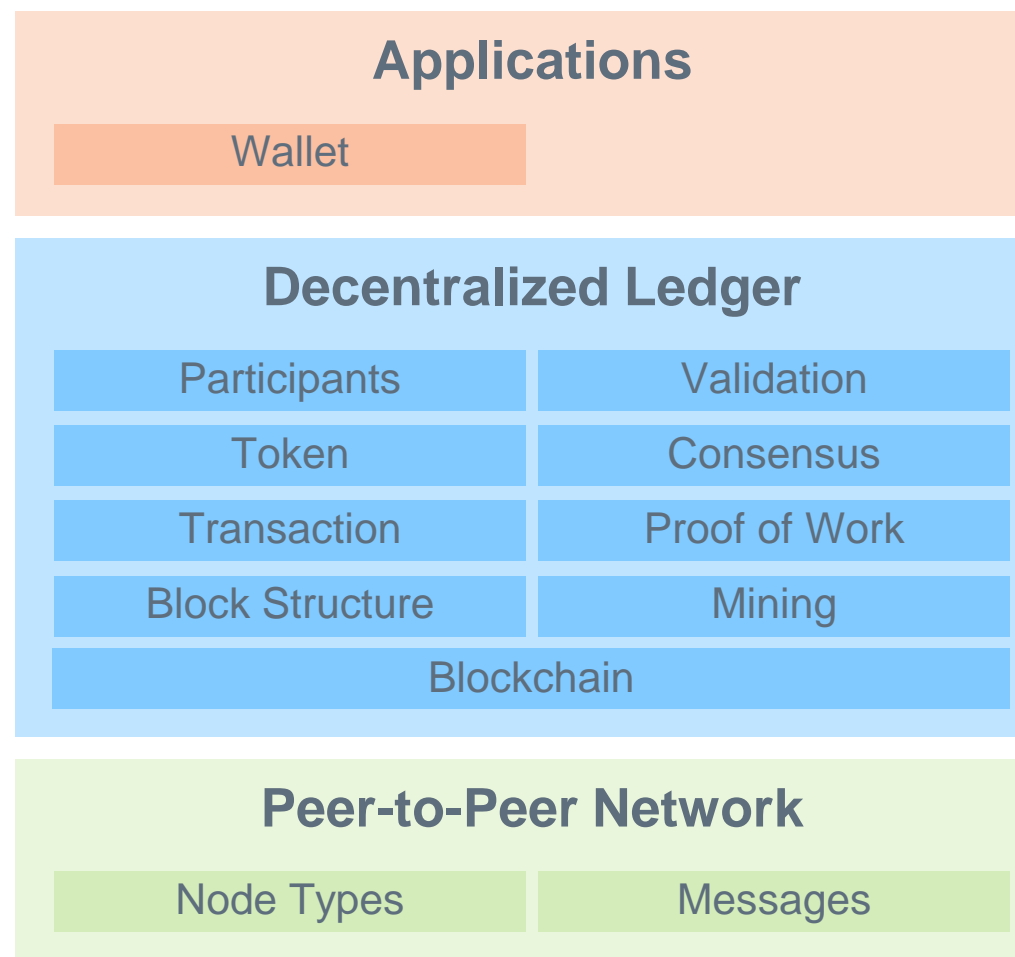 Applications
Wallet
Decentralized Ledger
Participants
Validation
Token
Consensus
Transaction
Proof of Work
Block Structure
Mining
Blockchain
Peer-to-Peer Network
Node Types
Messages